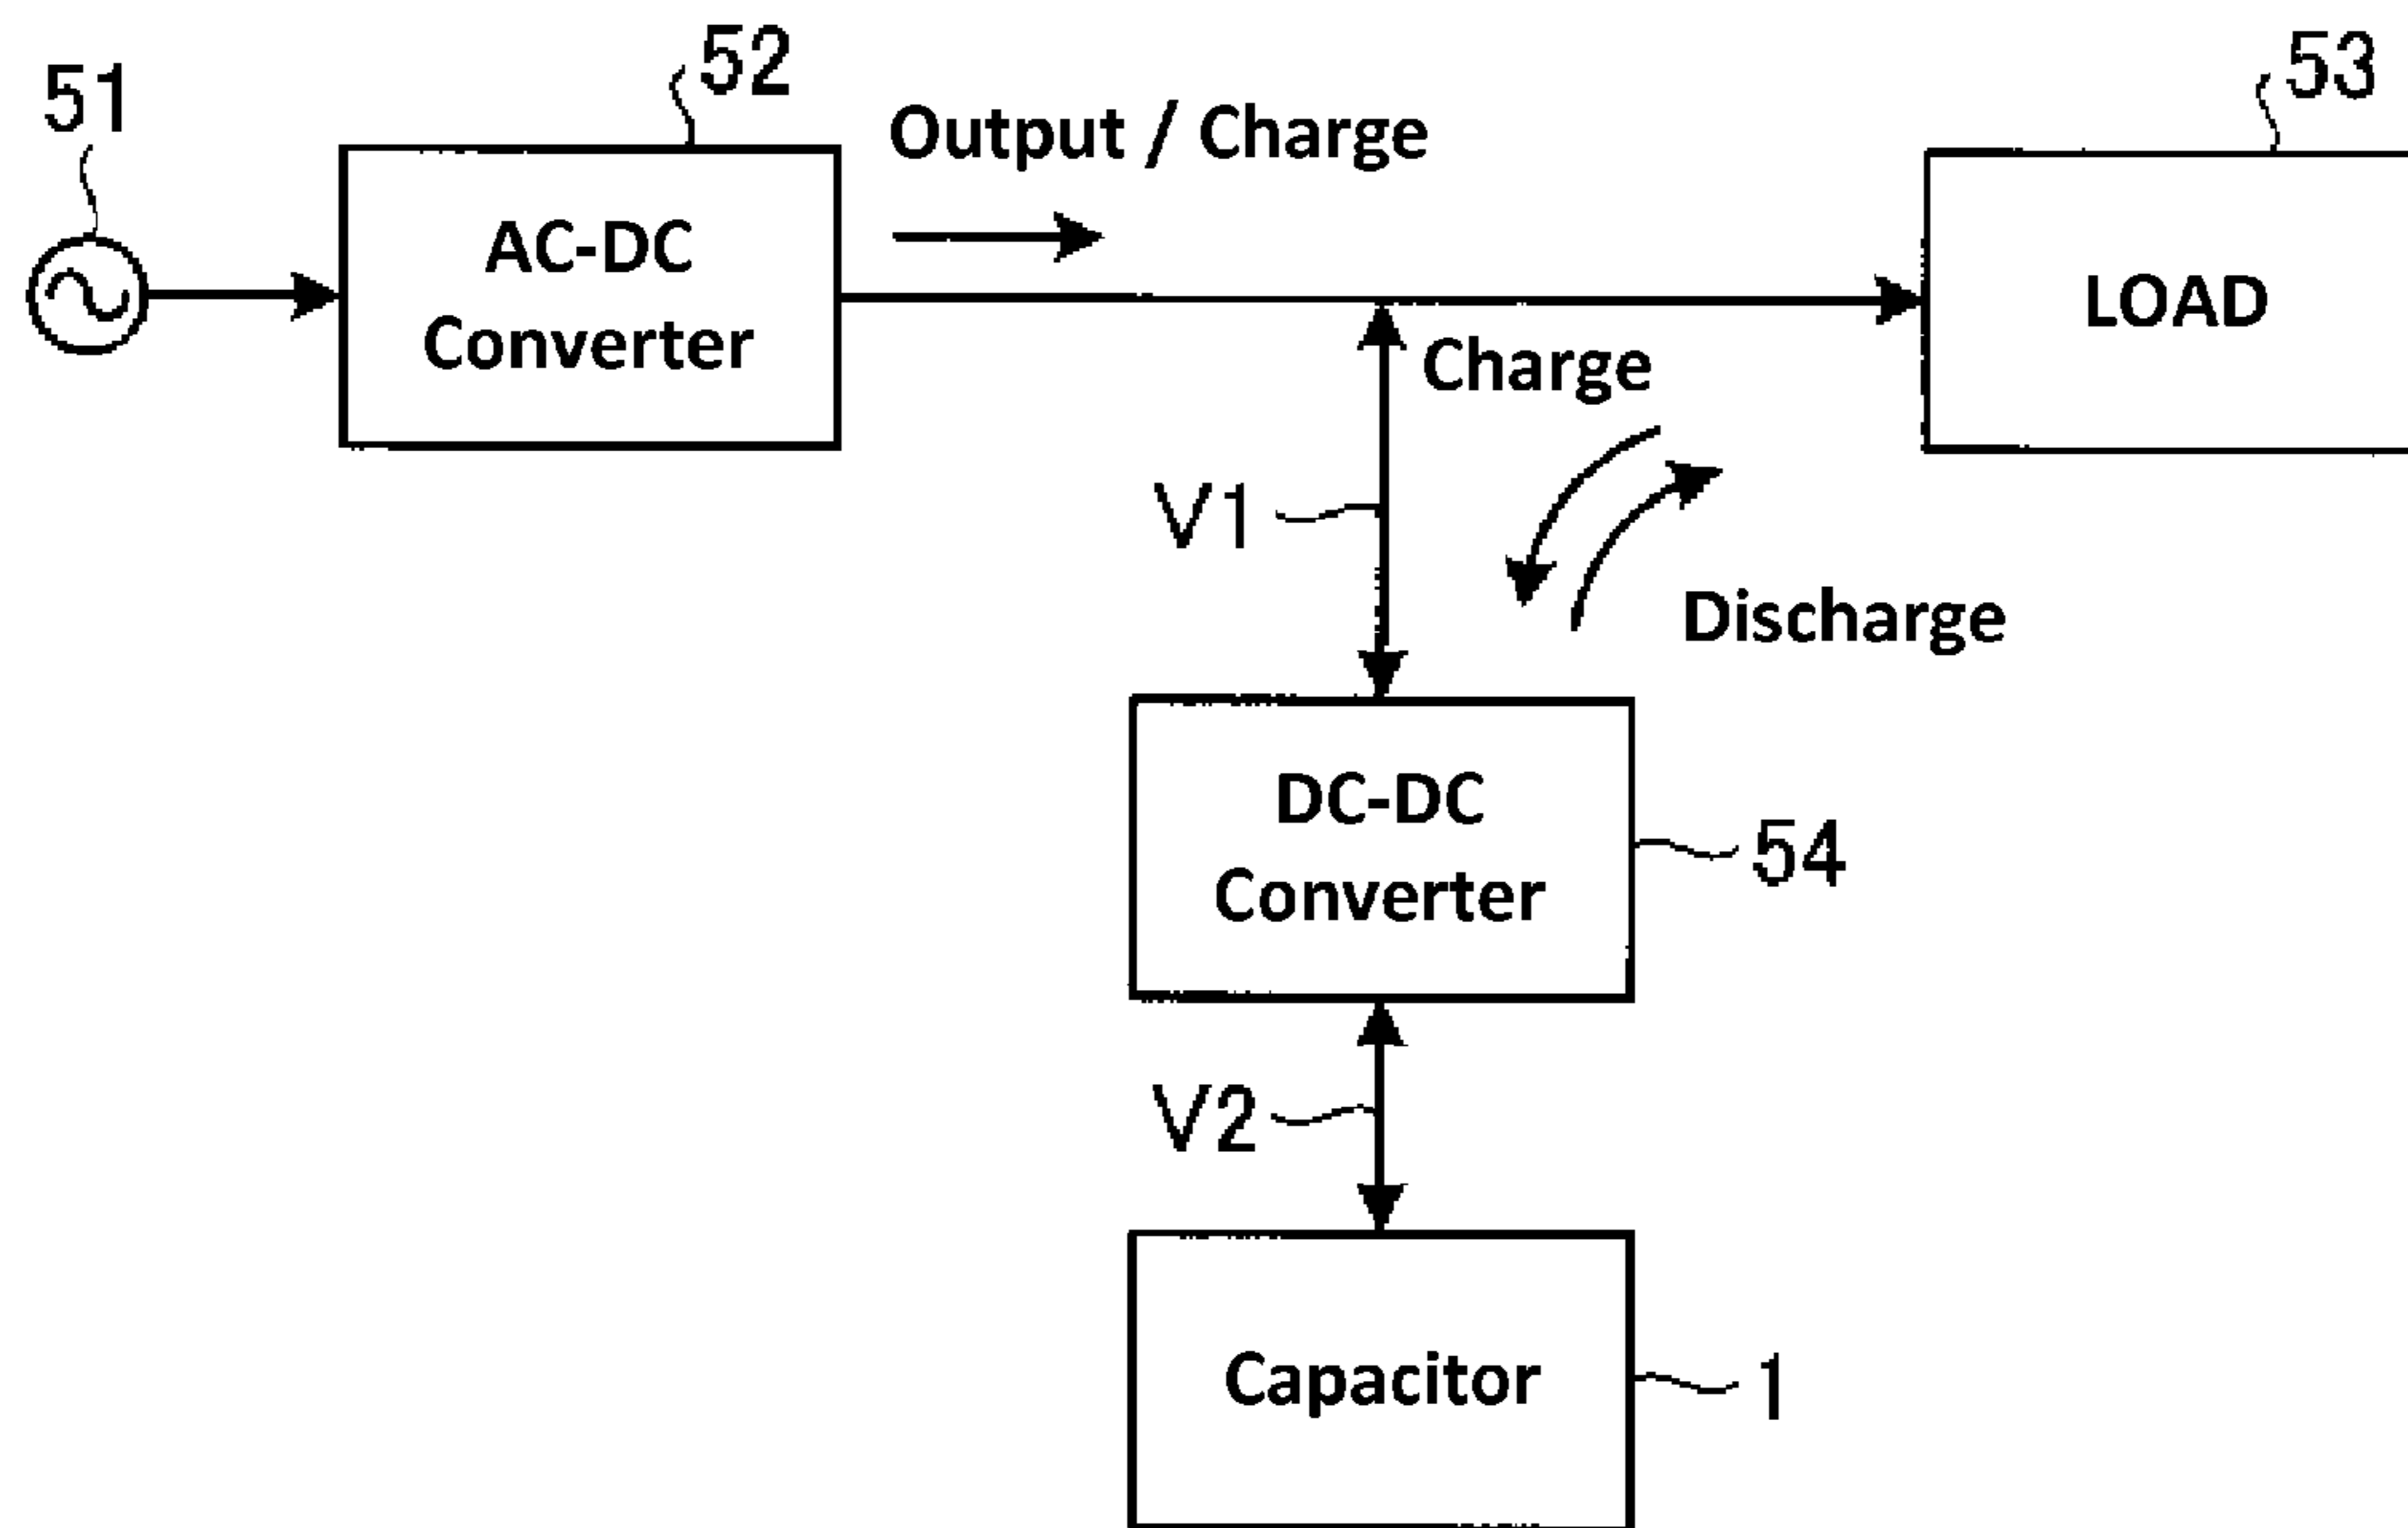 51
52
53
Output / Charge
AC-DC
Converter
LOAD
Charge
V1
Discharge
DC-DC
Converter
54
V2
Capacitor
1